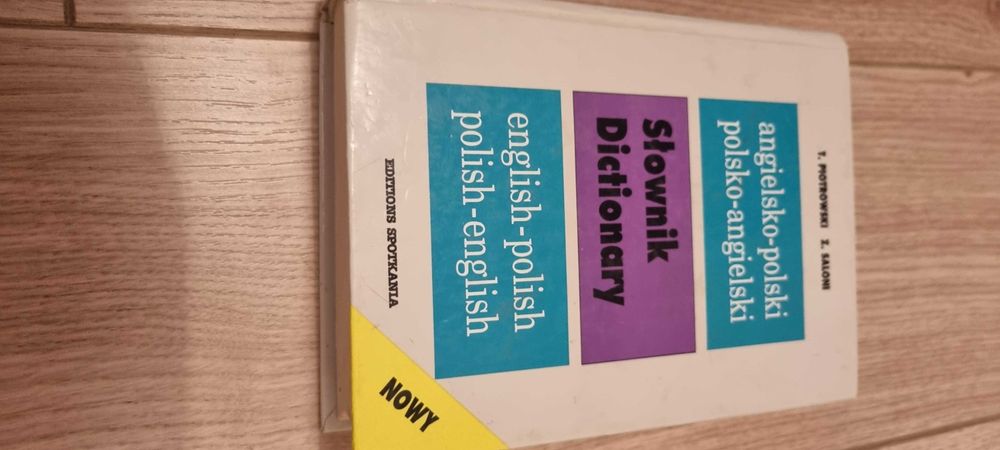 T. PIOTROWSKI Z. SALONI
angielsko-polski
polsko-angielski
Słownik
Dictionary
english-polish
polish-english
EDITIONS SPOTKANIA
NOWY